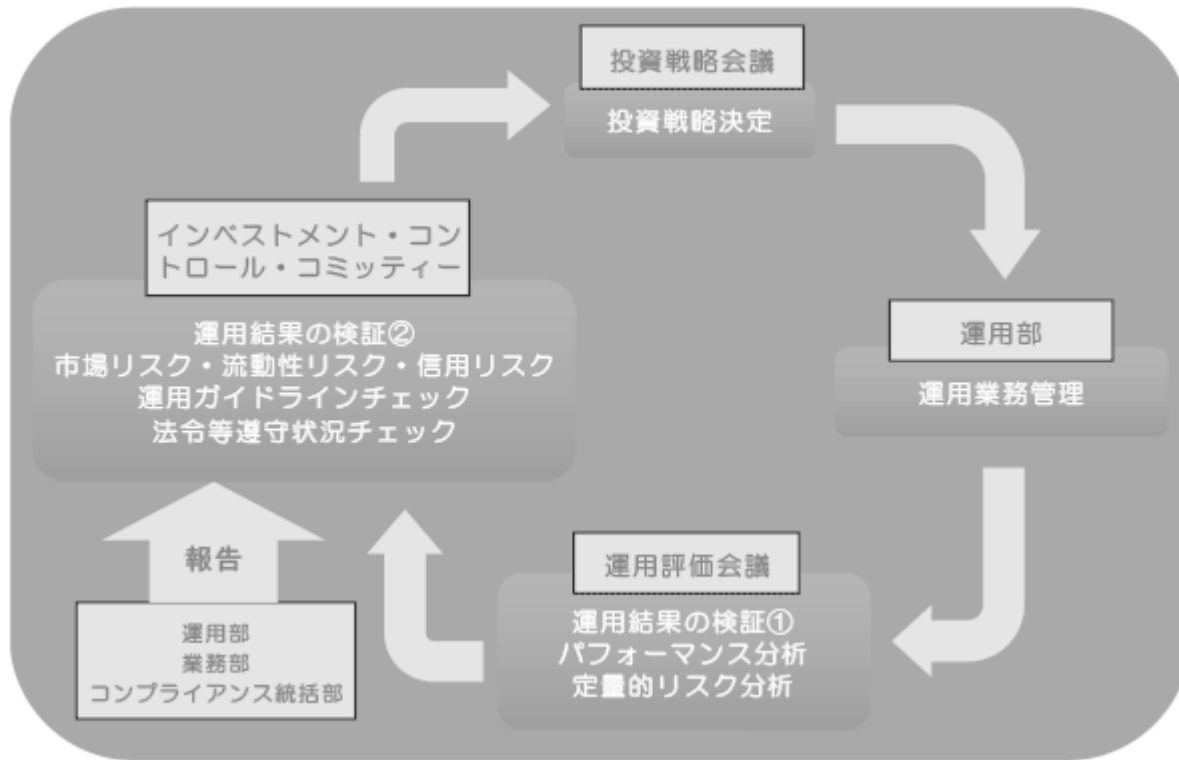 投資戦略会議
投資戦略決定
インベストメント・コン
トロール・コミッティー
運用結果の検証②
市場リスク・流動性リスク・信用リスク
運用ガイドラインチェック
法令等遵守状況チェック
運用部
運用業務管理
運用評価会議
運用結果の検証①
パフォーマンス分析
定量的リスク分析
報告
運用部
業務部
コンプライアンス統括部